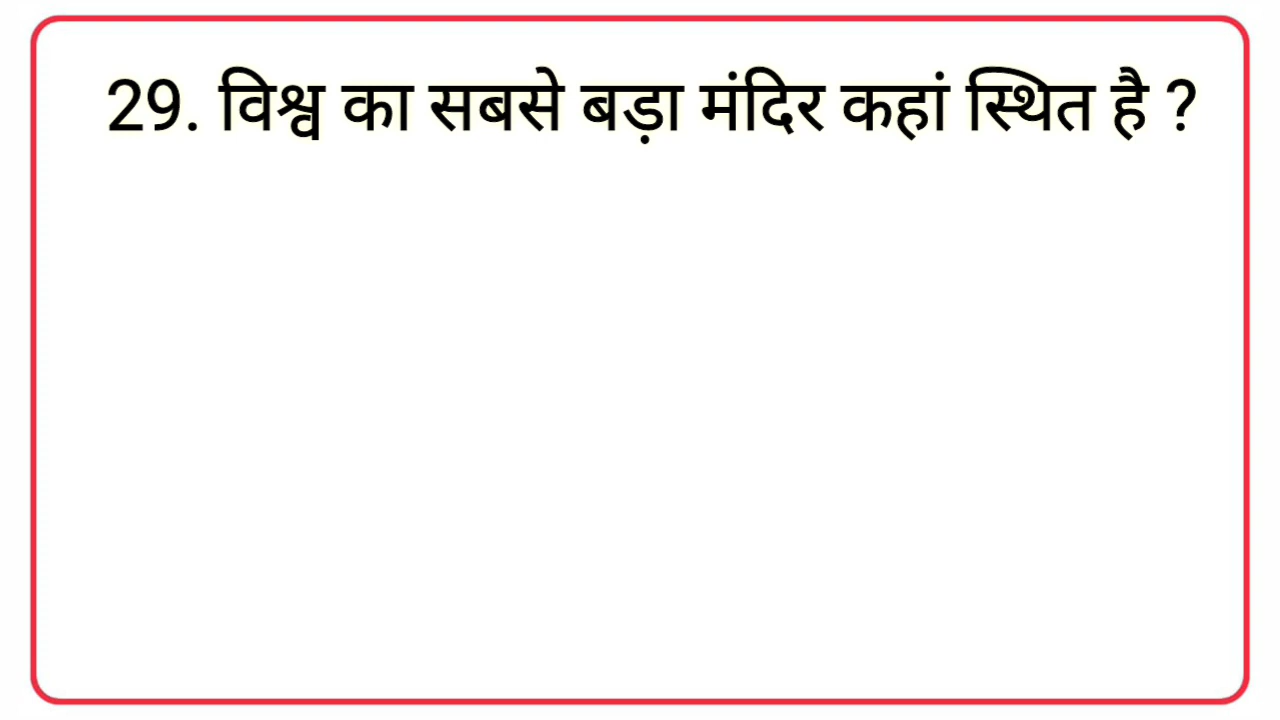 29. विश्व का सबसे बड़ा मंदिर कहां स्थित है ?